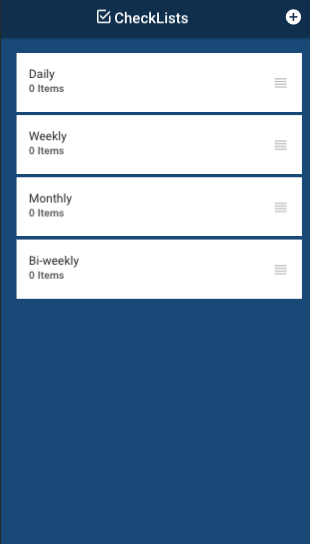 CheckLists
Daily
0 Items
Weekly
0 Items
Monthly
0 Items
Bi-weekly
0 Items